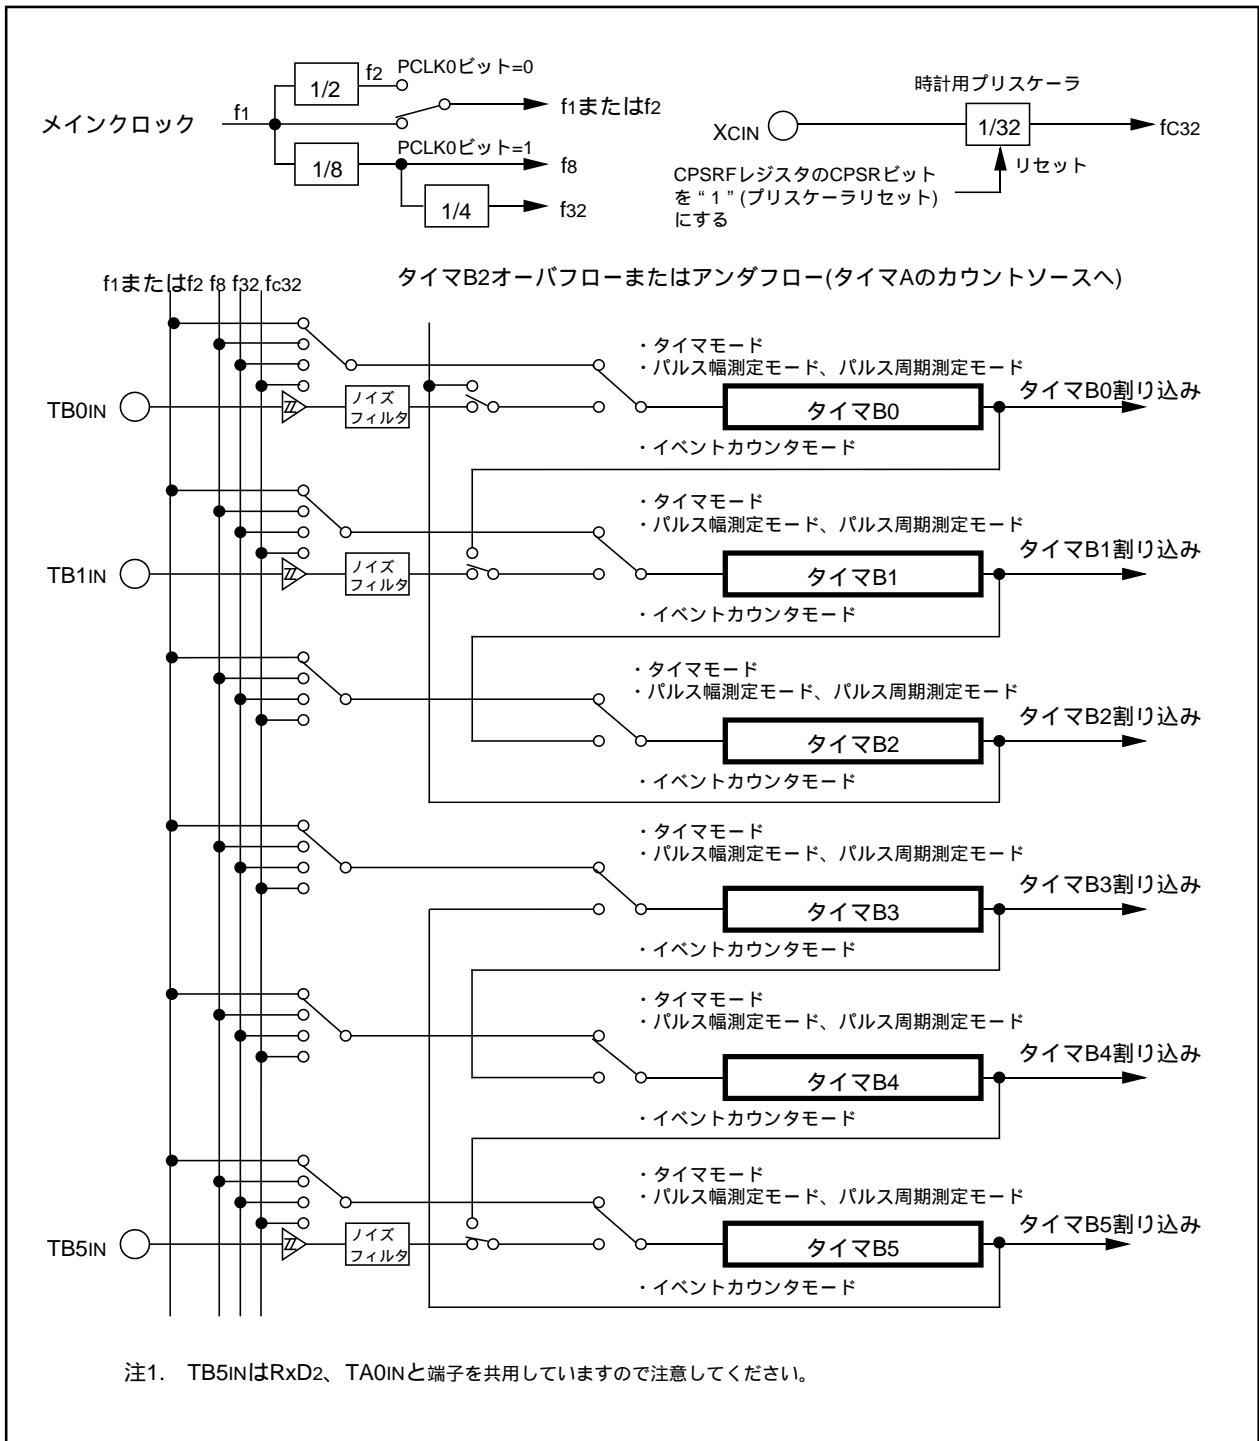 メインクロック
f1
1/2
f2
PCLK0ビット=0
f1またはf2
PCLK0ビット=1
1/8
f8
1/4
f32
時計用プリスケーラ
XCIN
1/32
fC32
リセット
CPSRFレジスタのCPSRビット
を“1”(プリスケーラリセット)
にする
f1またはf2 f8 f32 fc32
タイマB2オーバフローまたはアンダフロー(タイマAのカウントソースへ)
・タイマモード
・パルス幅測定モード、パルス周期測定モード
TB0IN
ノイズ
フィルタ
タイマB0
タイマB0割り込み
・イベントカウンタモード
・タイマモード
・パルス幅測定モード、パルス周期測定モード
TB1IN
ノイズ
フィルタ
タイマB1
タイマB1割り込み
・イベントカウンタモード
・タイマモード
・パルス幅測定モード、パルス周期測定モード
タイマB2
タイマB2割り込み
・イベントカウンタモード
・タイマモード
・パルス幅測定モード、パルス周期測定モード
タイマB3
タイマB3割り込み
・イベントカウンタモード
・タイマモード
・パルス幅測定モード、パルス周期測定モード
タイマB4
タイマB4割り込み
・イベントカウンタモード
・タイマモード
・パルス幅測定モード、パルス周期測定モード
TB5IN
ノイズ
フィルタ
タイマB5
タイマB5割り込み
・イベントカウンタモード
注1. TB5INはRxD2、TA0INと端子を共用していますので注意してください。